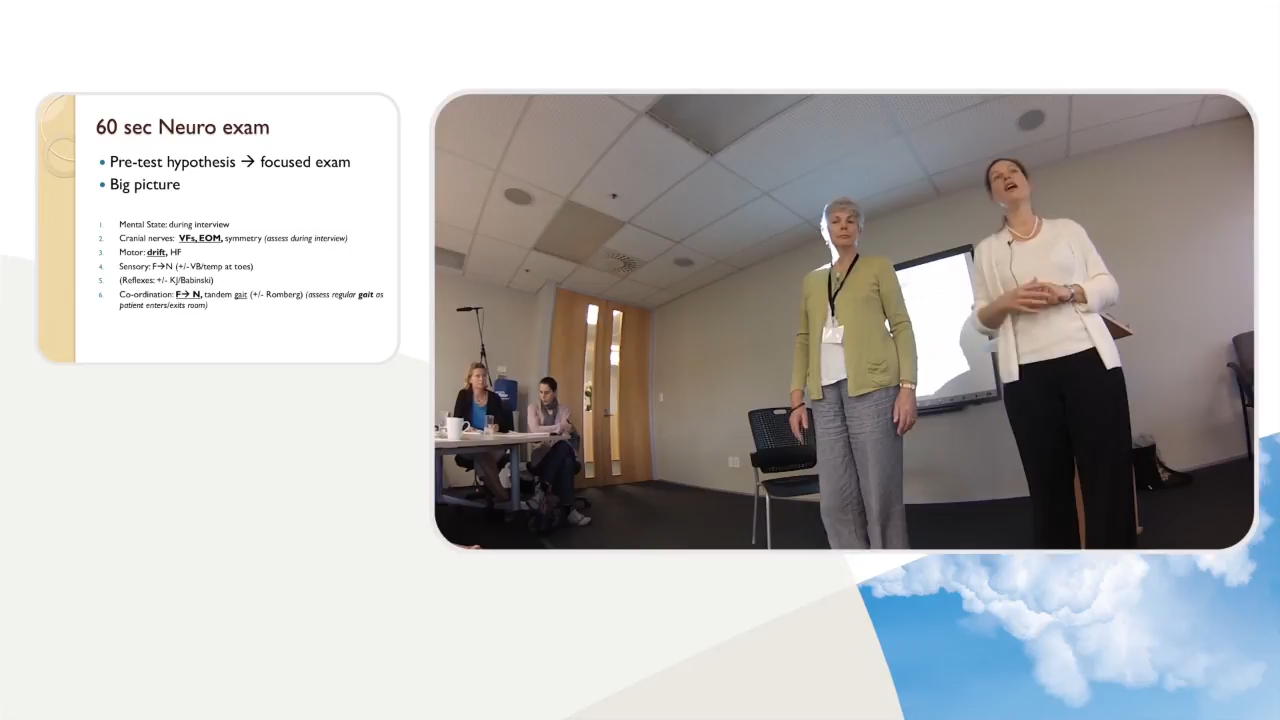 60 sec Neuro exam
• Pre-test hypothesis → focused exam
• Big picture
1. Mental State: during interview
2. Cranial nerves: VFs, EOM, symmetry (assess during interview)
3. Motor: drift, HF
4. Sensory: F→N (+/- VB/temp at toes)
5. (Reflexes: +/- KJ/Babinski)
6. Co-ordination: F→ N, tandem gait (+/- Romberg) (assess regular gait as
patient enters/exits room)